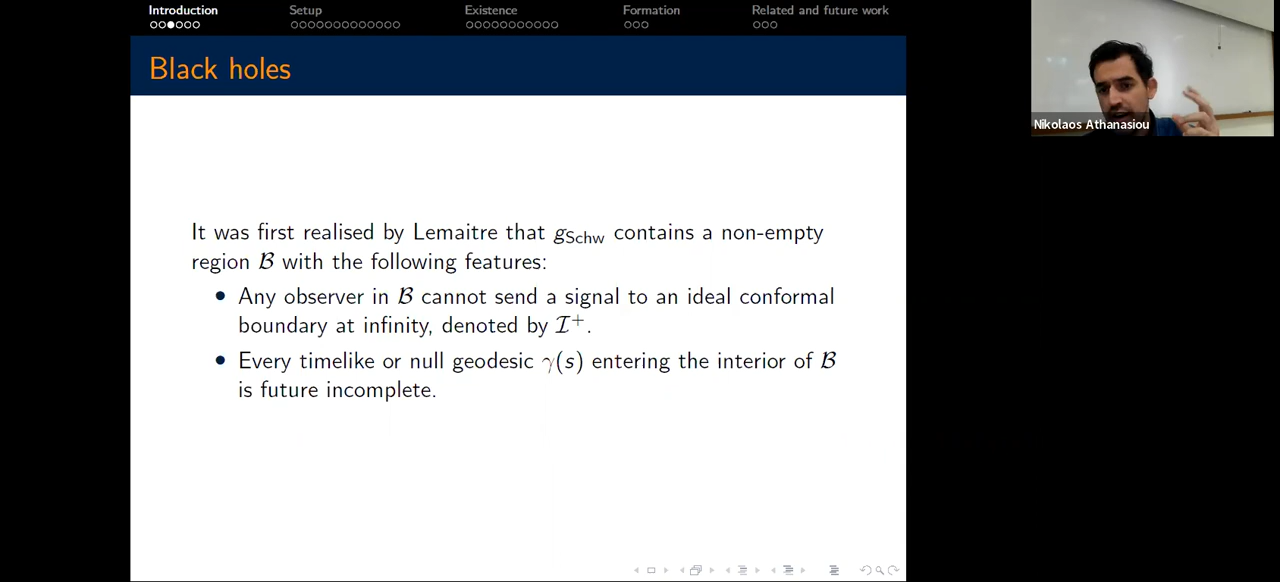 Introduction Setup Existence Formation Related and future work
Black holes
Nikolaos Athanasiou
It was first realised by Lemaitre that g_Schw contains a non-empty
region ℬ with the following features:
• Any observer in ℬ cannot send a signal to an ideal conformal
boundary at infinity, denoted by ℐ⁺.
• Every timelike or null geodesic γ(s) entering the interior of ℬ
is future incomplete.